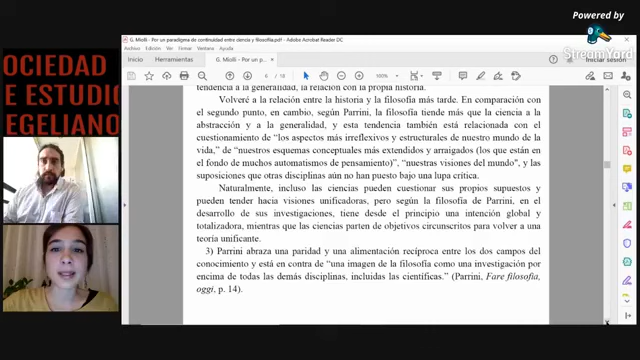 Powered by
StreamYard
OCIEDAD
E ESTUDIO
EGELIANO
G. Miolli - Por un paradigma de continuidad entre ciencia y filosofía.pdf - Adobe Acrobat Reader DC
Archivo Edición Ver Firmar Ventana Ayuda
Inicio Herramientas G. Miolli - Por un pa... Iniciar sesión
6 / 18 100%
tendencia a la generalidad, la relación con la propia historia.
Volveré a la relación entre la historia y la filosofía más tarde. En comparación con
el segundo punto, en cambio, según Parrini, la filosofía tiende más que la ciencia a la
abstracción y a la generalidad, y esta tendencia también está relacionada con el
cuestionamiento de “los aspectos más irreflexivos y estructurales de nuestro mundo de la
vida,” de “nuestros esquemas conceptuales más extendidos y arraigados (los que están en
el fondo de muchos automatismos de pensamiento)”, “nuestras visiones del mundo", y las
suposiciones que otras disciplinas aún no han puesto bajo una lupa crítica.
Naturalmente, incluso las ciencias pueden cuestionar sus propios supuestos y
pueden tender hacia visiones unificadoras, pero según la filosofía de Parrini, en el
desarrollo de sus investigaciones, tiene desde el principio una intención global y
totalizadora, mientras que las ciencias parten de objetivos circunscritos para volver a una
teoría unificante.
3) Parrini abraza una paridad y una alimentación recíproca entre los dos campos del
conocimiento y está en contra de “una imagen de la filosofía como una investigación por
encima de todas las demás disciplinas, incluidas las científicas.” (Parrini, Fare filosofia,
oggi, p. 14).